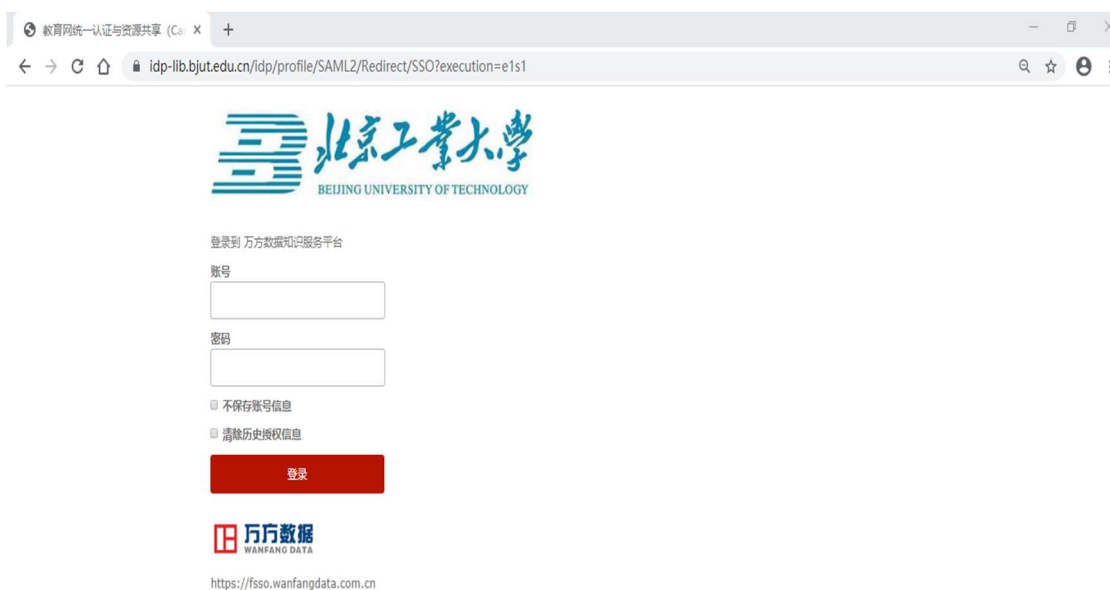 教育网统一认证与资源共享 (Car
idp-lib.bjut.edu.cn/idp/profile/SAML2/Redirect/SSO?execution=e1s1
北京工業大學
BEIJING UNIVERSITY OF TECHNOLOGY
登录到 万方数据知识服务平台
账号
密码
不保存账号信息
清除历史授权信息
登录
万方数据
WANFANG DATA
https://fsso.wanfangdata.com.cn